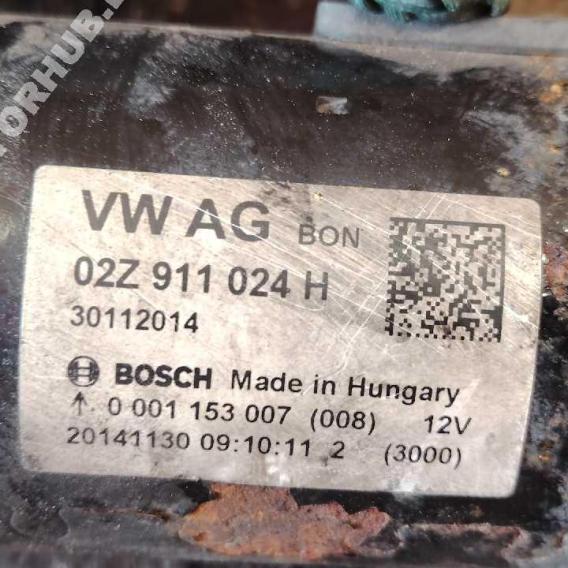 VW AG BON
02Z 911 024 H
30112014
BOSCH Made in Hungary
↑ 0 001 153 007 (008) 12V
20141130 09:10:11 2 (3000)